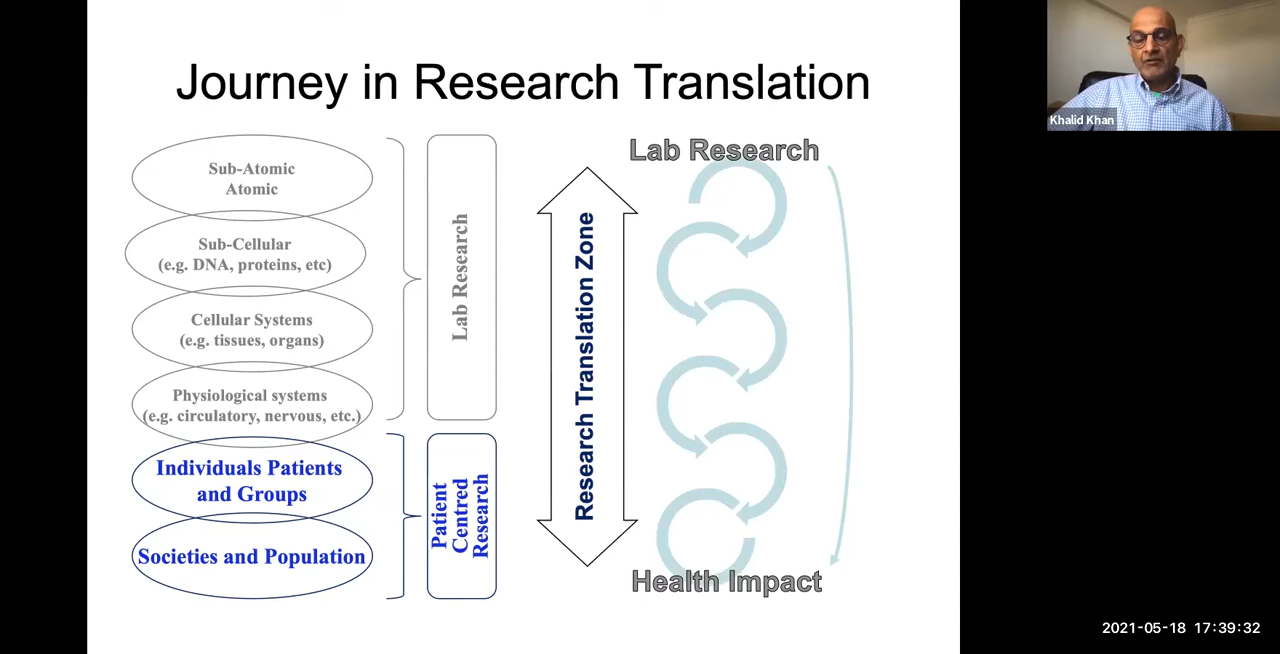 Journey in Research Translation
Sub-Atomic
Atomic
Sub-Cellular
(e.g. DNA, proteins, etc)
Cellular Systems
(e.g. tissues, organs)
Physiological systems
(e.g. circulatory, nervous, etc.)
Individuals Patients
and Groups
Societies and Population
Lab Research
Patient
Centred
Research
Research Translation Zone
Lab Research
Health Impact
Khalid Khan
2021-05-18 17:39:32